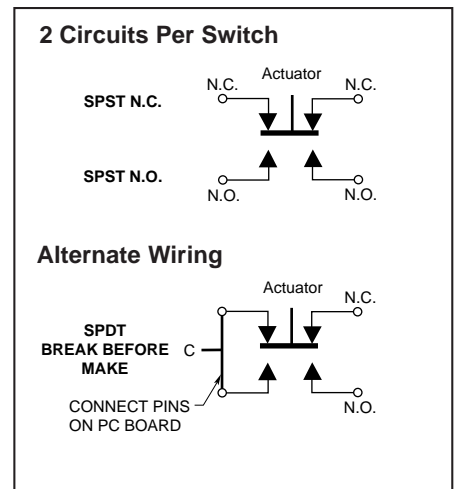 2 Circuits Per Switch
Actuator
N.C.
N.C.
SPST N.C.
SPST N.O.
N.O.
N.O.
Alternate Wiring
Actuator
N.C.
SPDT
BREAK BEFORE
MAKE
C
CONNECT PINS
ON PC BOARD
N.O.